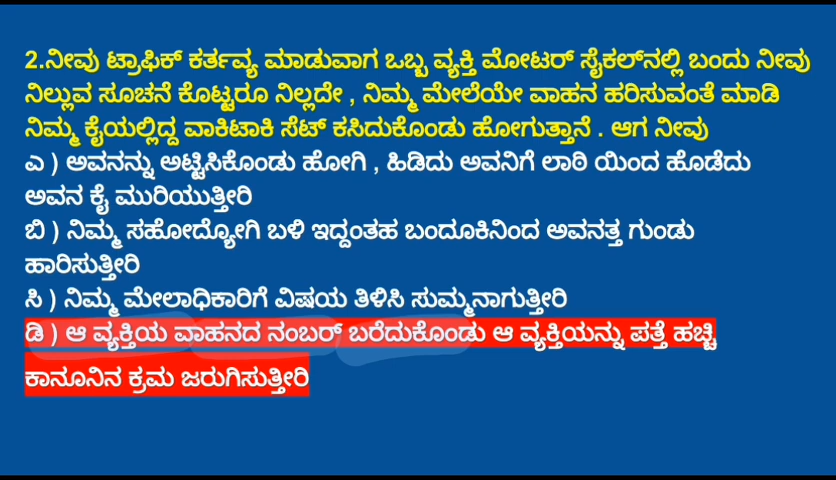 2.ನೀವು ಟ್ರಾಫಿಕ್ ಕರ್ತವ್ಯ ಮಾಡುವಾಗ ಒಬ್ಬ ವ್ಯಕ್ತಿ ಮೋಟರ್ ಸೈಕಲ್‌ನಲ್ಲಿ ಬಂದು ನೀವು
ನಿಲ್ಲುವ ಸೂಚನೆ ಕೊಟ್ಟರೂ ನಿಲ್ಲದೇ , ನಿಮ್ಮ ಮೇಲೆಯೇ ವಾಹನ ಹರಿಸುವಂತೆ ಮಾಡಿ
ನಿಮ್ಮ ಕೈಯಲ್ಲಿದ್ದ ವಾಕಿಟಾಕಿ ಸೆಟ್ ಕಸಿದುಕೊಂಡು ಹೋಗುತ್ತಾನೆ . ಆಗ ನೀವು
ಎ ) ಅವನನ್ನು ಅಟ್ಟಿಸಿಕೊಂಡು ಹೋಗಿ , ಹಿಡಿದು ಅವನಿಗೆ ಲಾಠಿ ಯಿಂದ ಹೊಡೆದು
ಅವನ ಕೈ ಮುರಿಯುತ್ತೀರಿ
ಬಿ ) ನಿಮ್ಮ ಸಹೋದ್ಯೋಗಿ ಬಳಿ ಇದ್ದಂತಹ ಬಂದೂಕಿನಿಂದ ಅವನತ್ತ ಗುಂಡು
ಹಾರಿಸುತ್ತೀರಿ
ಸಿ ) ನಿಮ್ಮ ಮೇಲಾಧಿಕಾರಿಗೆ ವಿಷಯ ತಿಳಿಸಿ ಸುಮ್ಮನಾಗುತ್ತೀರಿ
ಡಿ ) ಆ ವ್ಯಕ್ತಿಯ ವಾಹನದ ನಂಬರ್ ಬರೆದುಕೊಂಡು ಆ ವ್ಯಕ್ತಿಯನ್ನು ಪತ್ತೆ ಹಚ್ಚಿ
ಕಾನೂನಿನ ಕ್ರಮ ಜರುಗಿಸುತ್ತೀರಿ